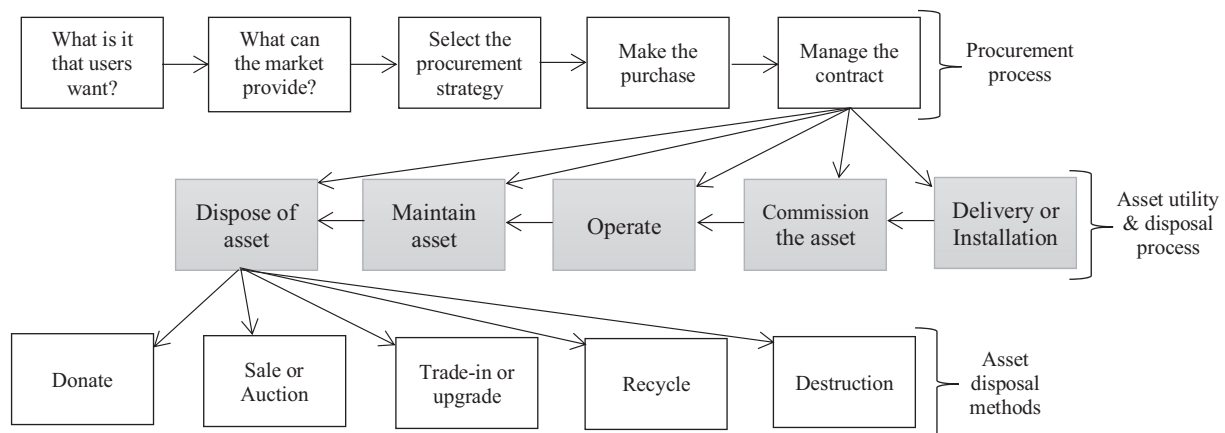 What is it
that users
want?
What can
the market
provide?
Select the
procurement
strategy
Make the
purchase
Manage the
contract
Procurement
process
Dispose of
asset
Maintain
asset
Operate
Commission
the asset
Delivery or
Installation
Asset utility
& disposal
process
Donate
Sale or
Auction
Trade-in or
upgrade
Recycle
Destruction
Asset
disposal
methods